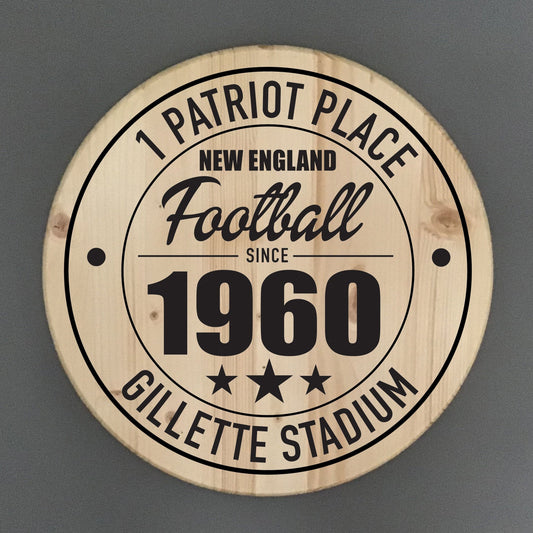 1 PATRIOT PLACE
NEW ENGLAND
Football
SINCE
1960
GILLETTE STADIUM